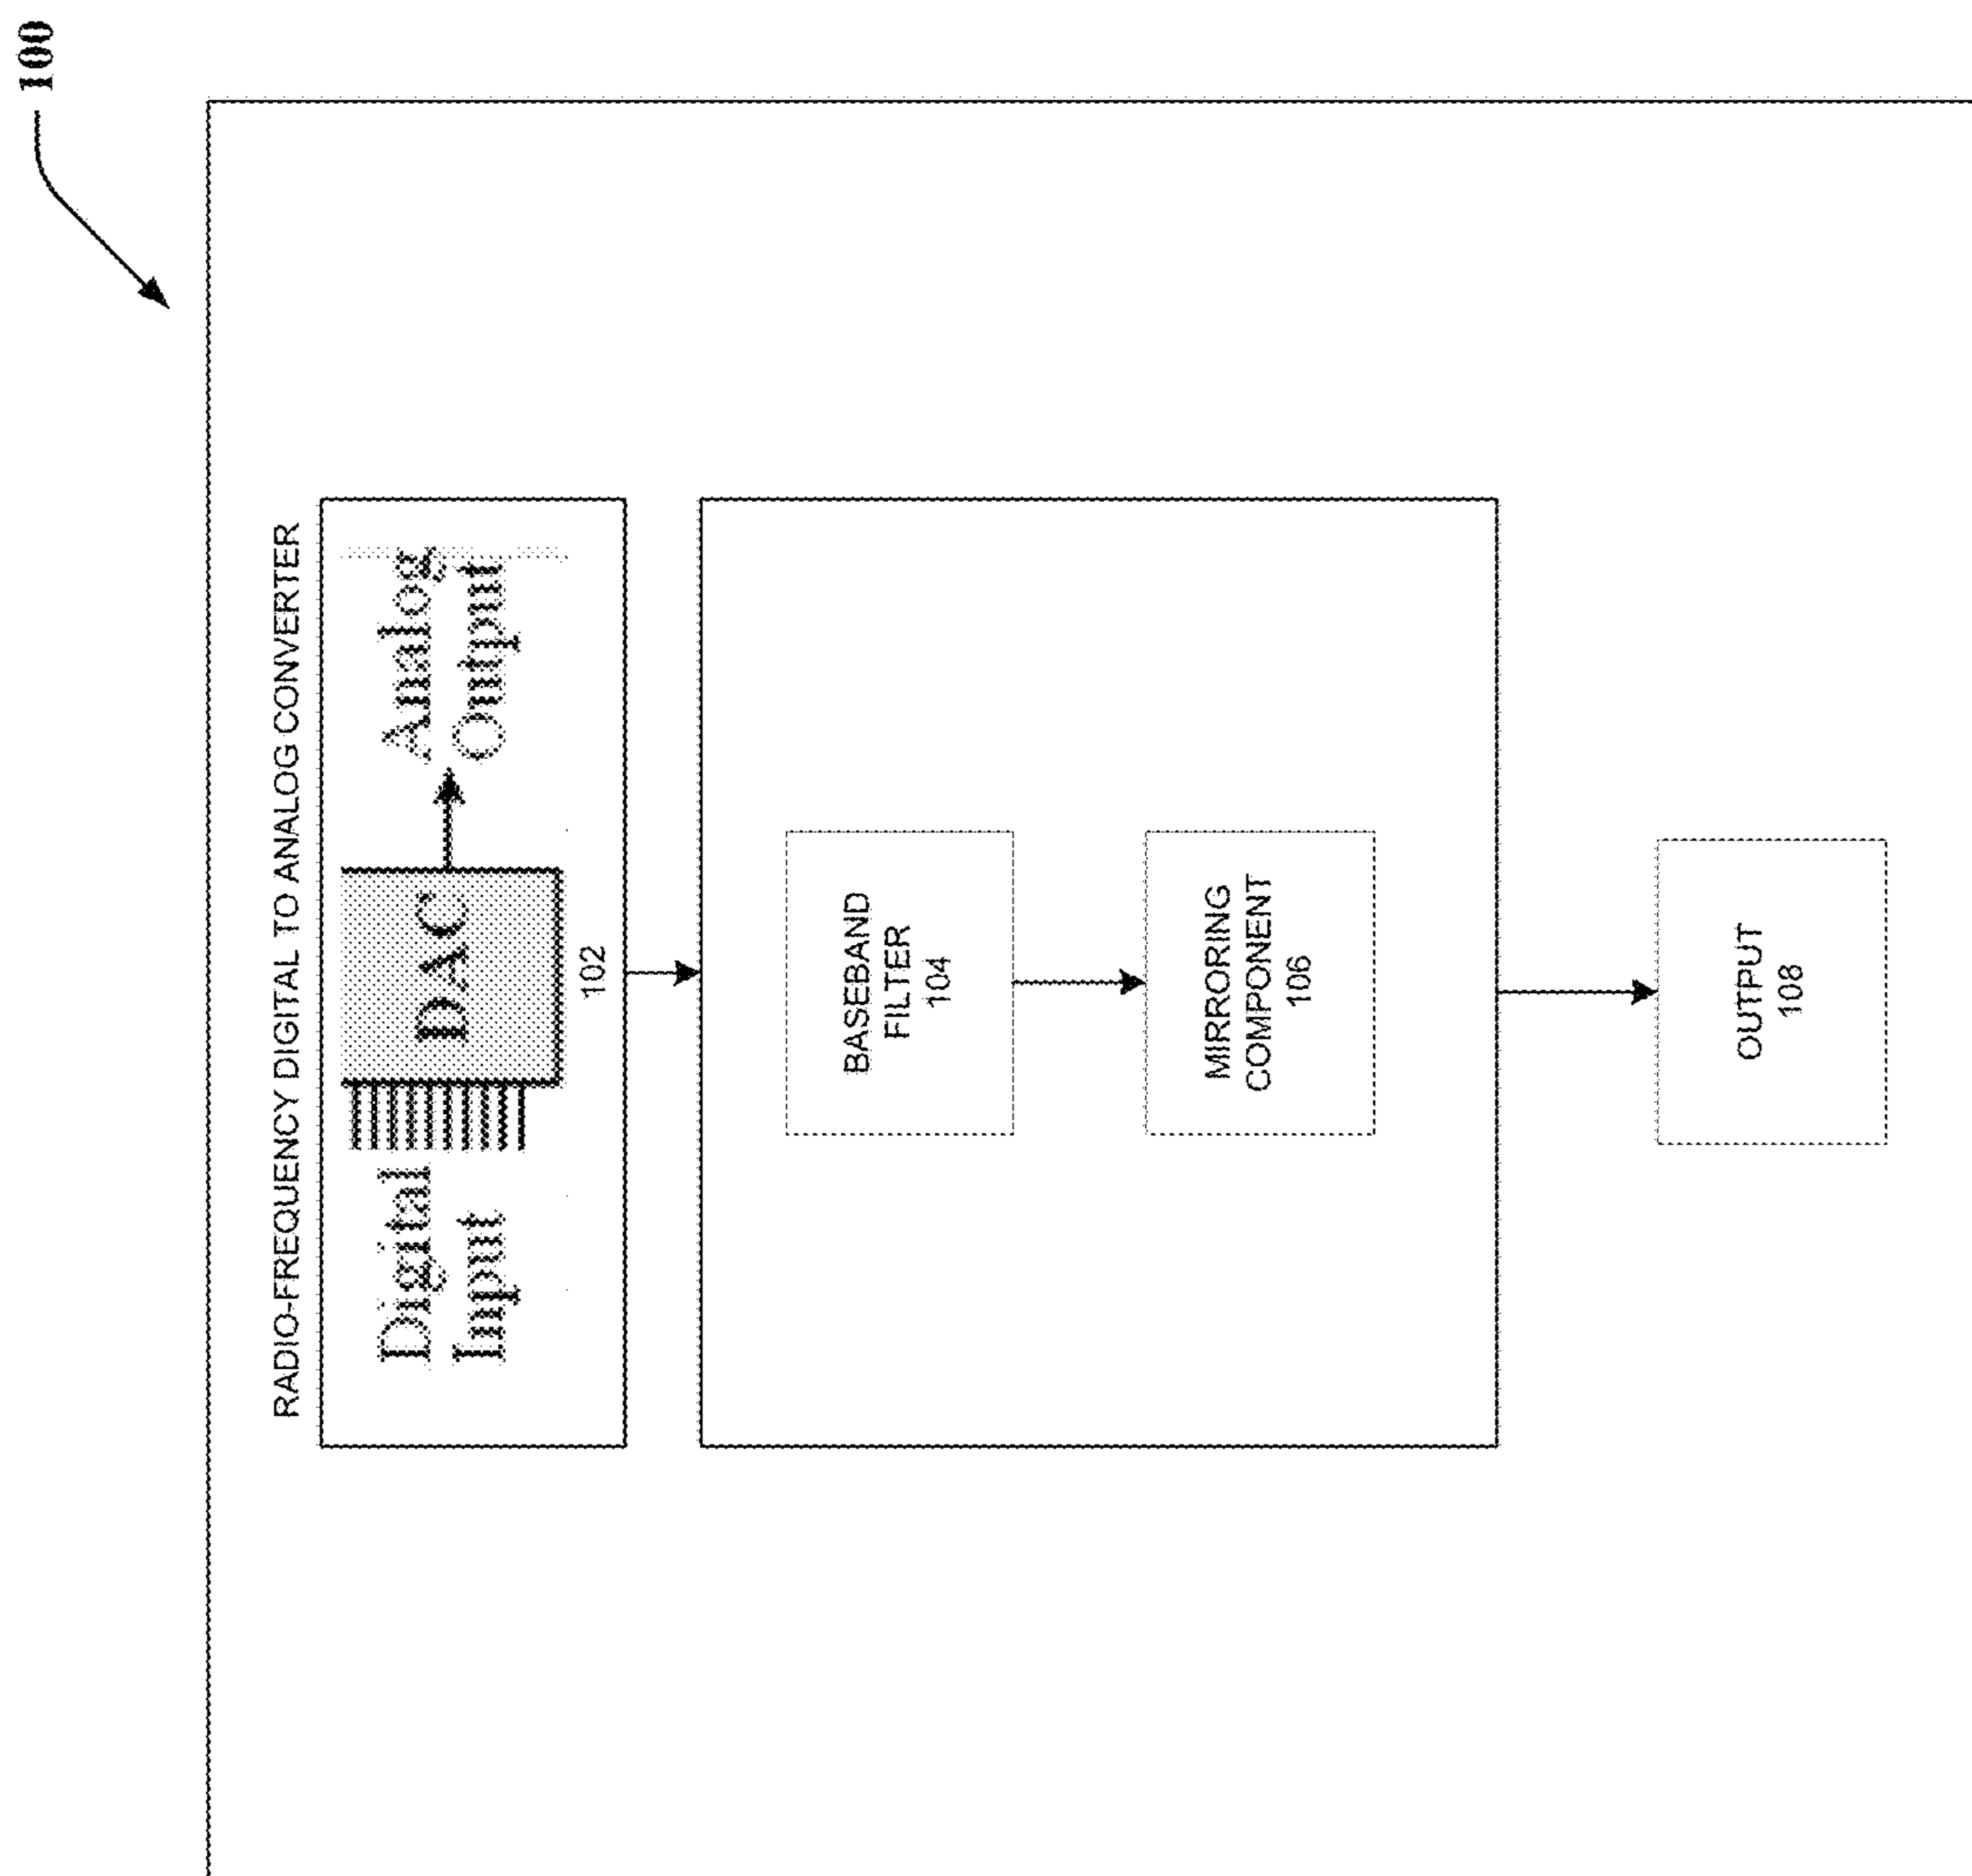 100
RADIO-FREQUENCY DIGITAL TO ANALOG CONVERTER
Digital
Input
DAC
Analog
Output
102
BASEBAND
FILTER
104
MIRRORING
COMPONENT
106
OUTPUT
108